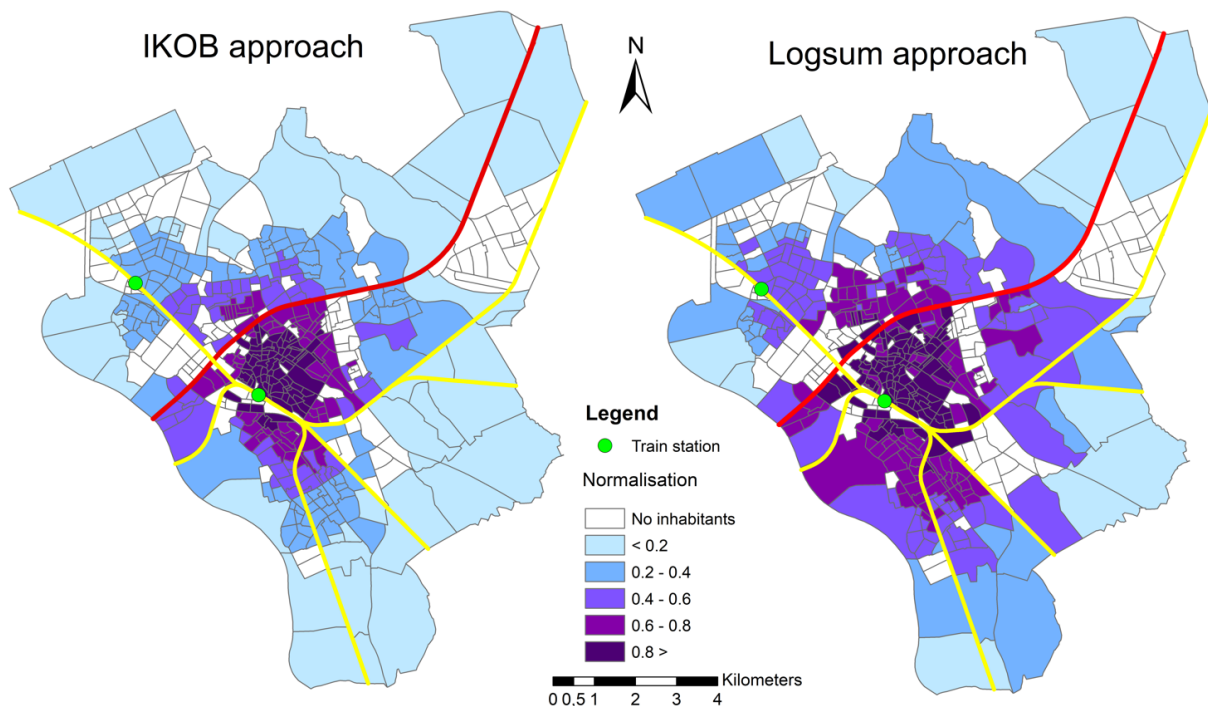 IKOB approach
N
Logsum approach
Legend
Train station
Normalisation
No inhabitants
< 0.2
0.2 - 0.4
0.4 - 0.6
0.6 - 0.8
0.8 >
Kilometers
0 0,5 1 2 3 4